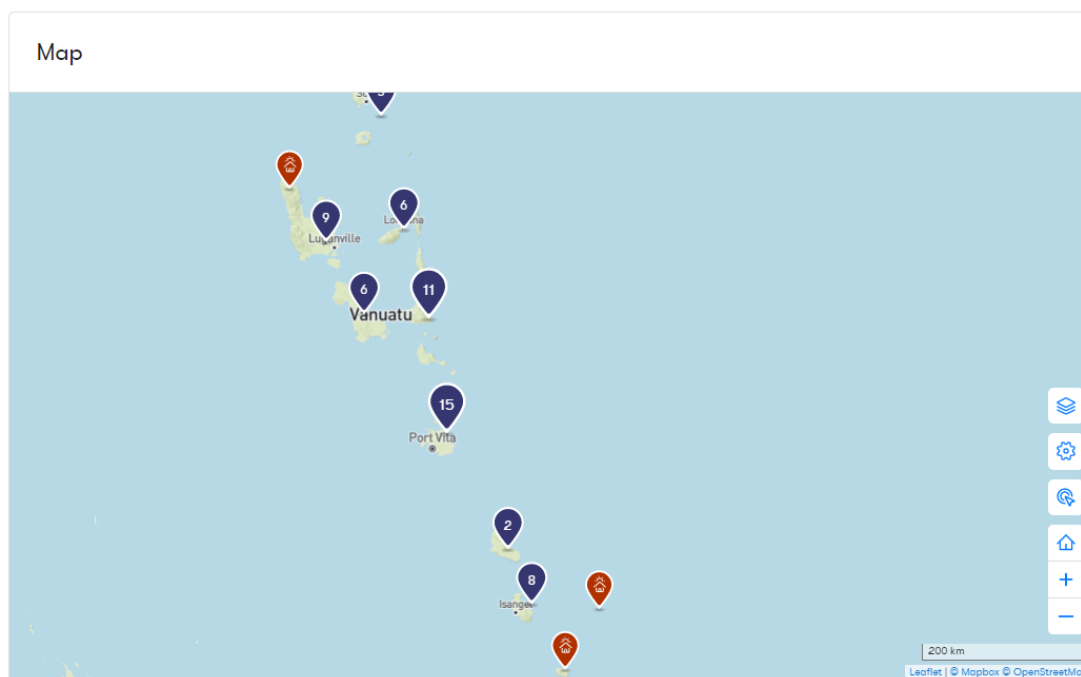 Map
9
6
Luganville
6
11
Vanuatu
15
Port Vila
2
8
Isangel
200 km
Leaflet | © Mapbox © OpenStreetMa